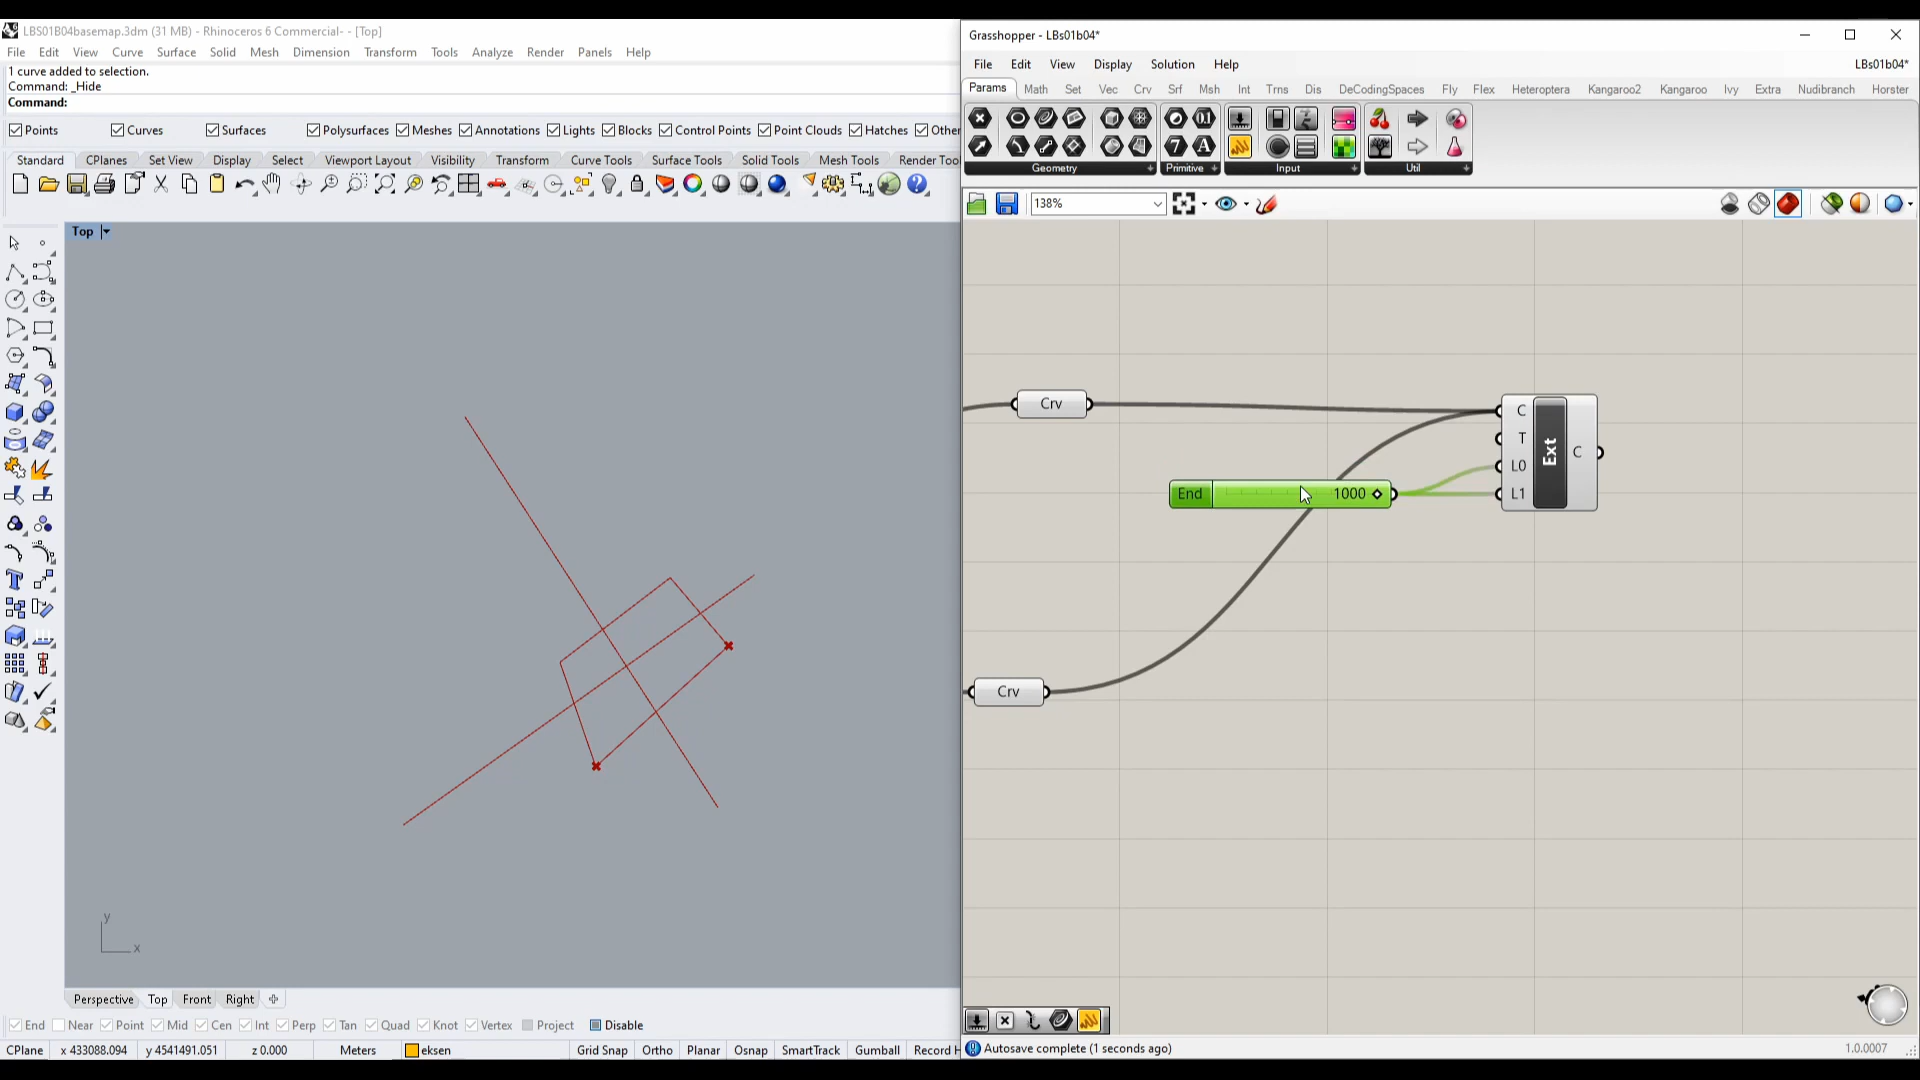 LBS01B04basemap.3dm (31 MB) - Rhinoceros 6 Commercial- - [Top]
File Edit View Curve Surface Solid Mesh Dimension Transform Tools Analyze Render Panels Help
1 curve added to selection.
Command: _Hide
Command:
Points Curves Surfaces Polysurfaces Meshes Annotations Lights Blocks Control Points Point Clouds Hatches Other
Standard CPlanes Set View Display Select Viewport Layout Visibility Transform Curve Tools Surface Tools Solid Tools Mesh Tools Render Too
Top
y
x
Perspective Top Front Right
End Near Point Mid Cen Int Perp Tan Quad Knot Vertex Project Disable
CPlane x 433088.094 y 4541491.051 z 0.000 Meters eksen Grid Snap Ortho Planar Osnap SmartTrack Gumball Record H
Grasshopper - LBs01b04*
File Edit View Display Solution Help LBs01b04*
Params Math Set Vec Crv Srf Msh Int Trns Dis DeCodingSpaces Fly Flex Heteroptera Kangaroo2 Kangaroo Ivy Extra Nudibranch Horster
Geometry Primitive Input Util
138%
Crv
C
T
L0
L1
Ext
C
End 1000
Crv
Autosave complete (1 seconds ago) 1.0.0007